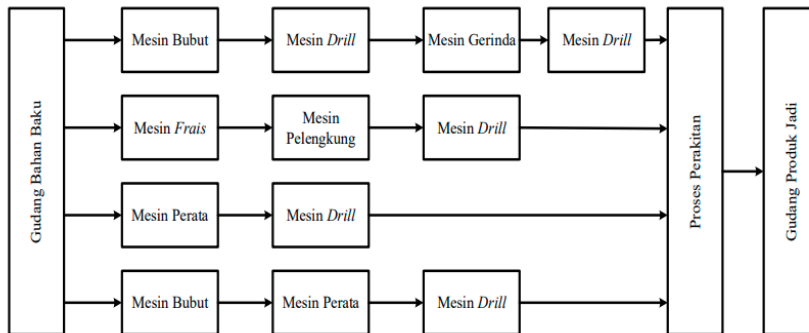 Gudang Bahan Baku
Mesin Bubut
Mesin Drill
Mesin Gerinda
Mesin Drill
Mesin Frais
Mesin
Pelengkung
Mesin Drill
Mesin Perata
Mesin Drill
Mesin Bubut
Mesin Perata
Mesin Drill
Proses Perakitan
Gudang Produk Jadi